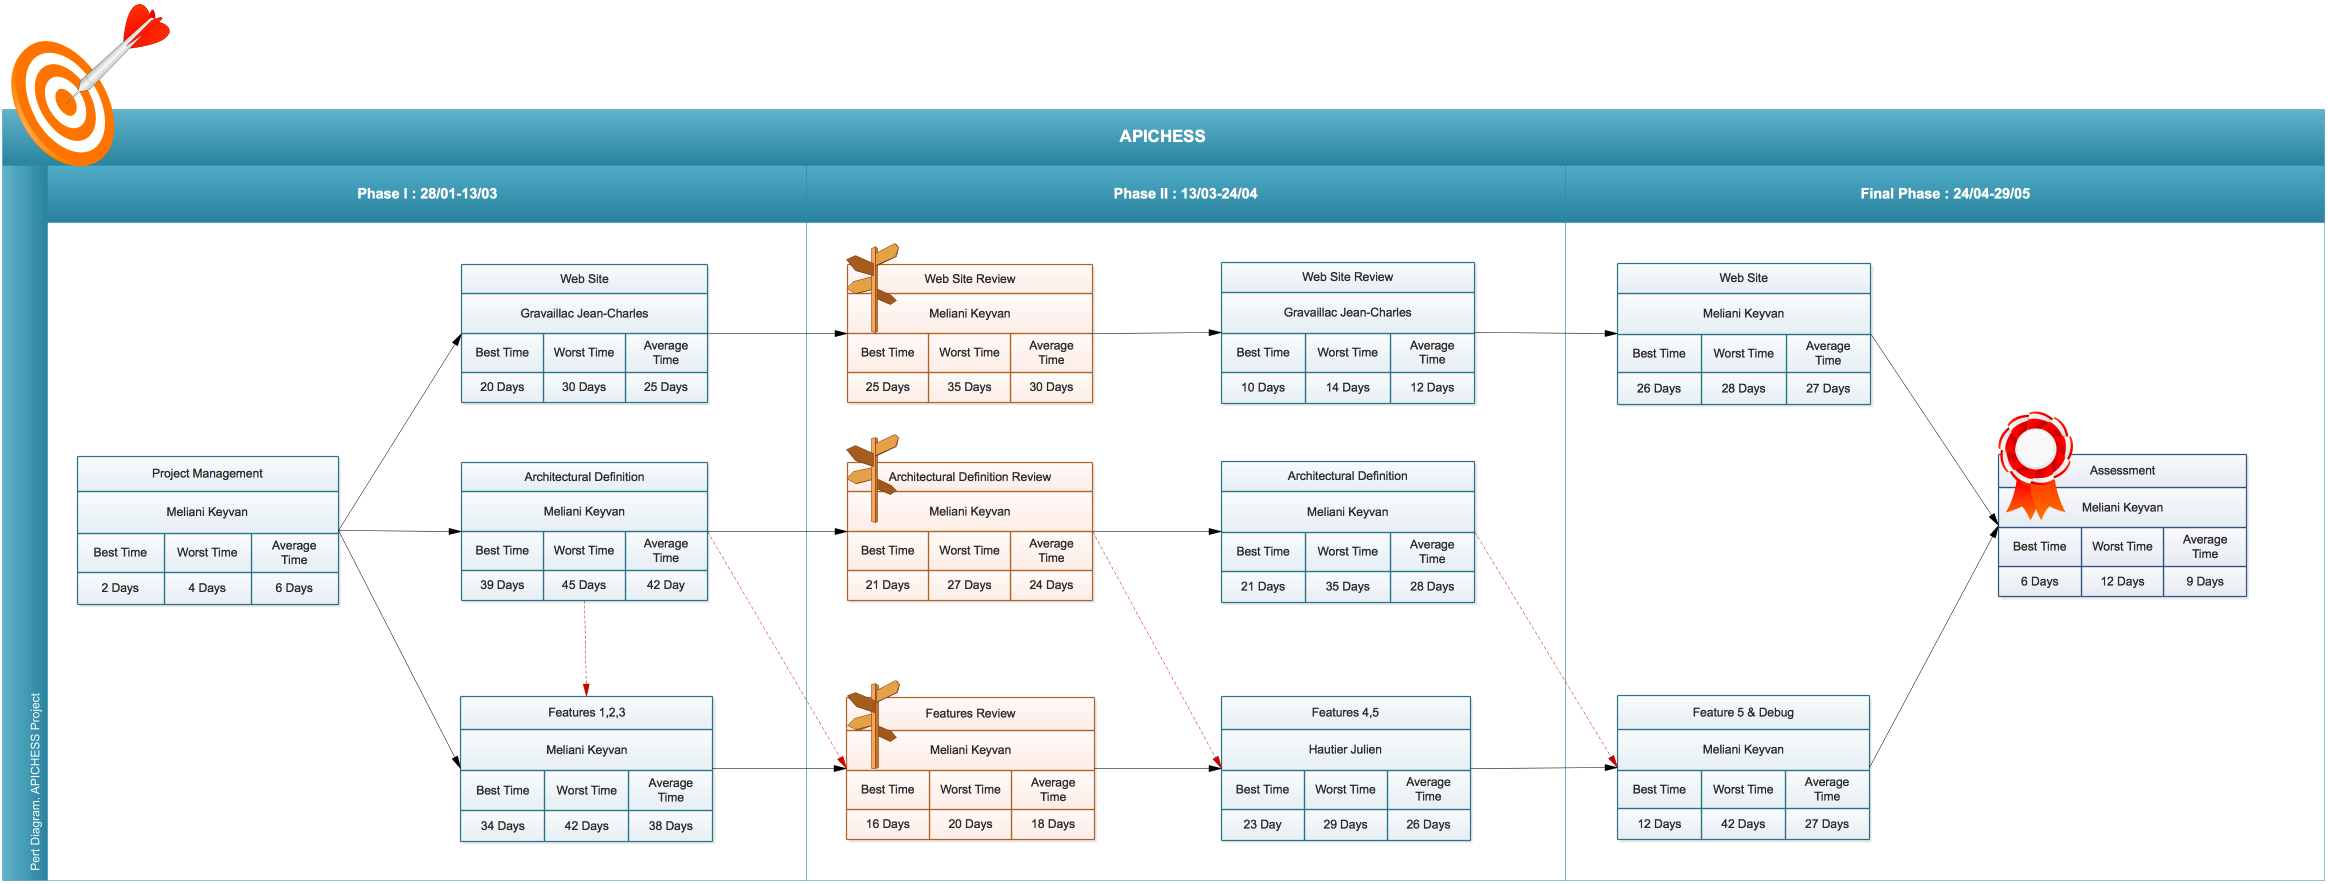 APICHESS
Phase I : 28/01-13/03
Phase II : 13/03-24/04
Final Phase : 24/04-29/05
Pert Diagram. APICHESS Project
Project Management
Meliani Keyvan
Best Time
Worst Time
Average
Time
2 Days
4 Days
6 Days
Web Site
Gravaillac Jean-Charles
Best Time
Worst Time
Average
Time
20 Days
30 Days
25 Days
Architectural Definition
Meliani Keyvan
Best Time
Worst Time
Average
Time
39 Days
45 Days
42 Day
Features 1,2,3
Meliani Keyvan
Best Time
Worst Time
Average
Time
34 Days
42 Days
38 Days
Web Site Review
Meliani Keyvan
Best Time
Worst Time
Average
Time
25 Days
35 Days
30 Days
Architectural Definition Review
Meliani Keyvan
Best Time
Worst Time
Average
Time
21 Days
27 Days
24 Days
Features Review
Meliani Keyvan
Best Time
Worst Time
Average
Time
16 Days
20 Days
18 Days
Web Site Review
Gravaillac Jean-Charles
Best Time
Worst Time
Average
Time
10 Days
14 Days
12 Days
Architectural Definition
Meliani Keyvan
Best Time
Worst Time
Average
Time
21 Days
35 Days
28 Days
Features 4,5
Hautier Julien
Best Time
Worst Time
Average
Time
23 Day
29 Days
26 Days
Web Site
Meliani Keyvan
Best Time
Worst Time
Average
Time
26 Days
28 Days
27 Days
Feature 5 & Debug
Meliani Keyvan
Best Time
Worst Time
Average
Time
12 Days
42 Days
27 Days
Assessment
Meliani Keyvan
Best Time
Worst Time
Average
Time
6 Days
12 Days
9 Days